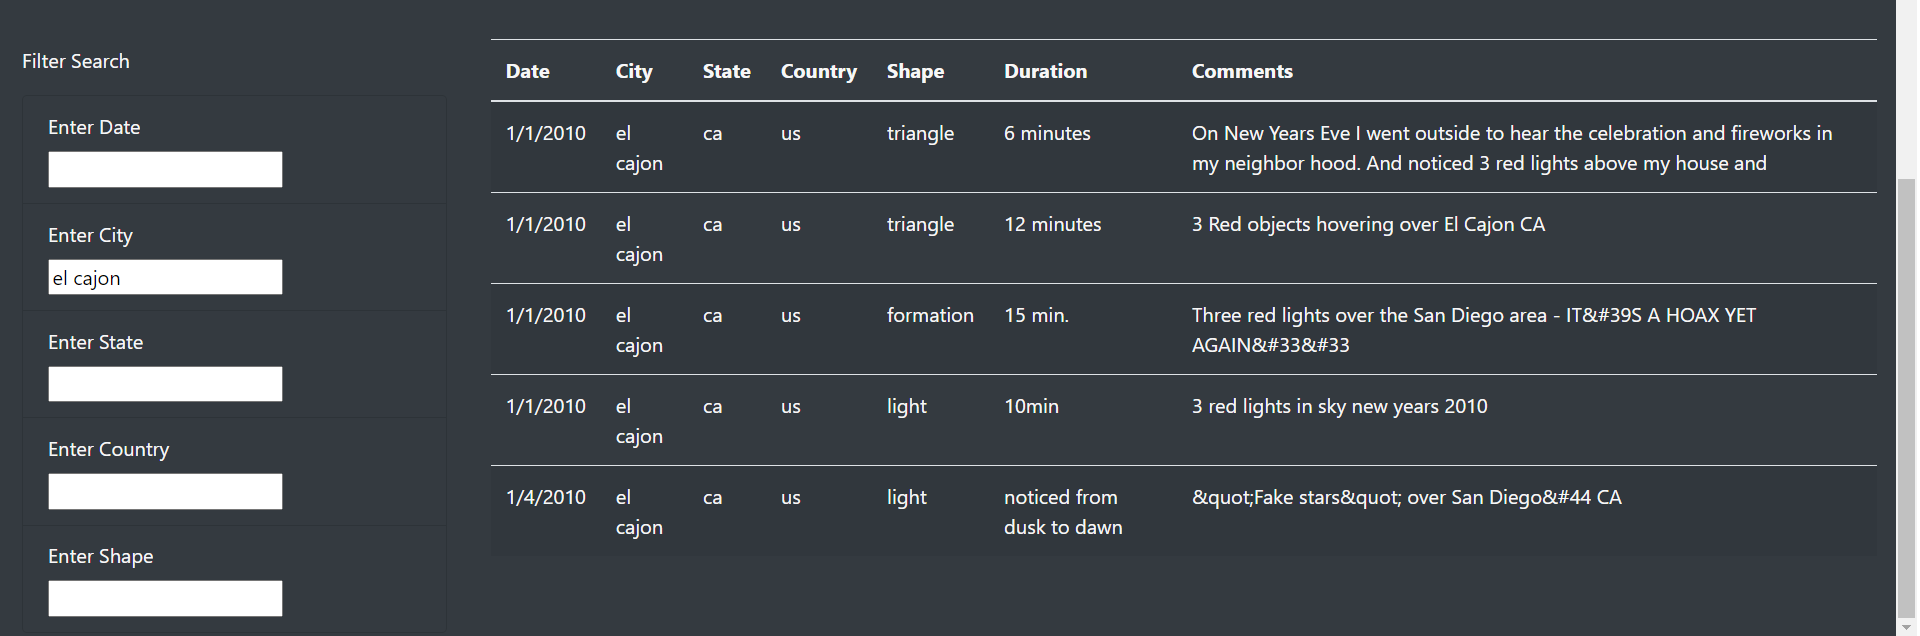 Filter Search
Enter Date
Enter City
el cajon
Enter State
Enter Country
Enter Shape
Date City State Country Shape Duration Comments
1/1/2010 el ca us triangle 6 minutes On New Years Eve I went outside to hear the celebration and fireworks in
cajon my neighbor hood. And noticed 3 red lights above my house and
1/1/2010 el ca us triangle 12 minutes 3 Red objects hovering over El Cajon CA
cajon
1/1/2010 el ca us formation 15 min. Three red lights over the San Diego area - IT&#39S A HOAX YET
cajon AGAIN&#33&#33
1/1/2010 el ca us light 10min 3 red lights in sky new years 2010
cajon
1/4/2010 el ca us light noticed from &quot;Fake stars&quot; over San Diego&#44 CA
cajon dusk to dawn